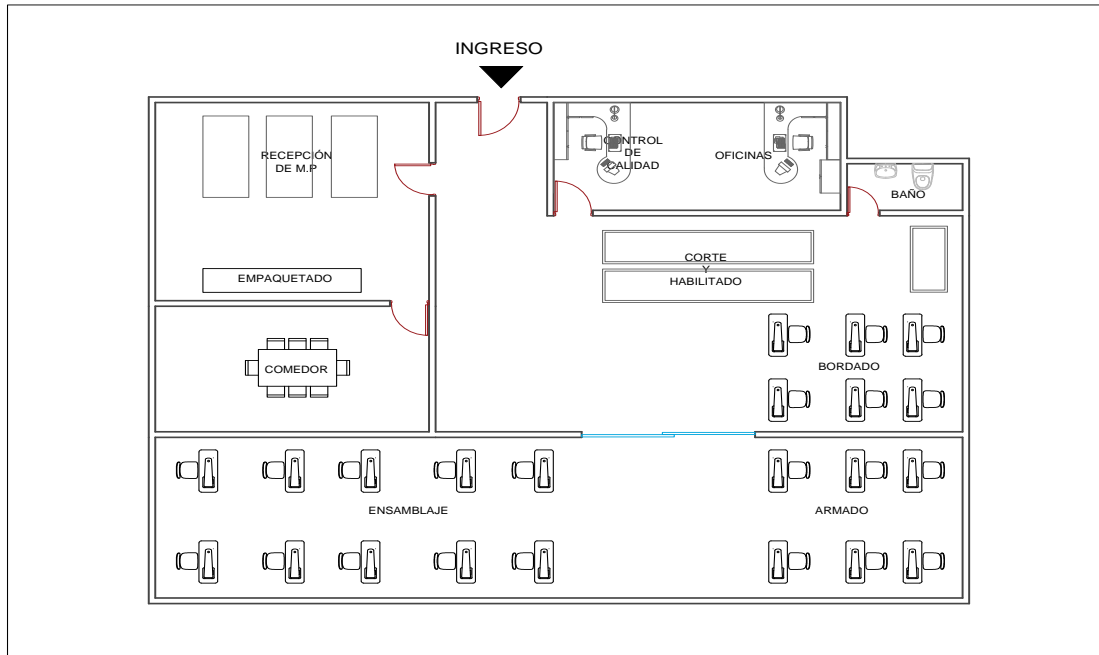 INGRESO
RECEPCIÓN
DE M.P
CONTROL
DE
CALIDAD
OFICINAS
BAÑO
EMPAQUETADO
CORTE
Y
HABILITADO
COMEDOR
BORDADO
ENSAMBLAJE
ARMADO